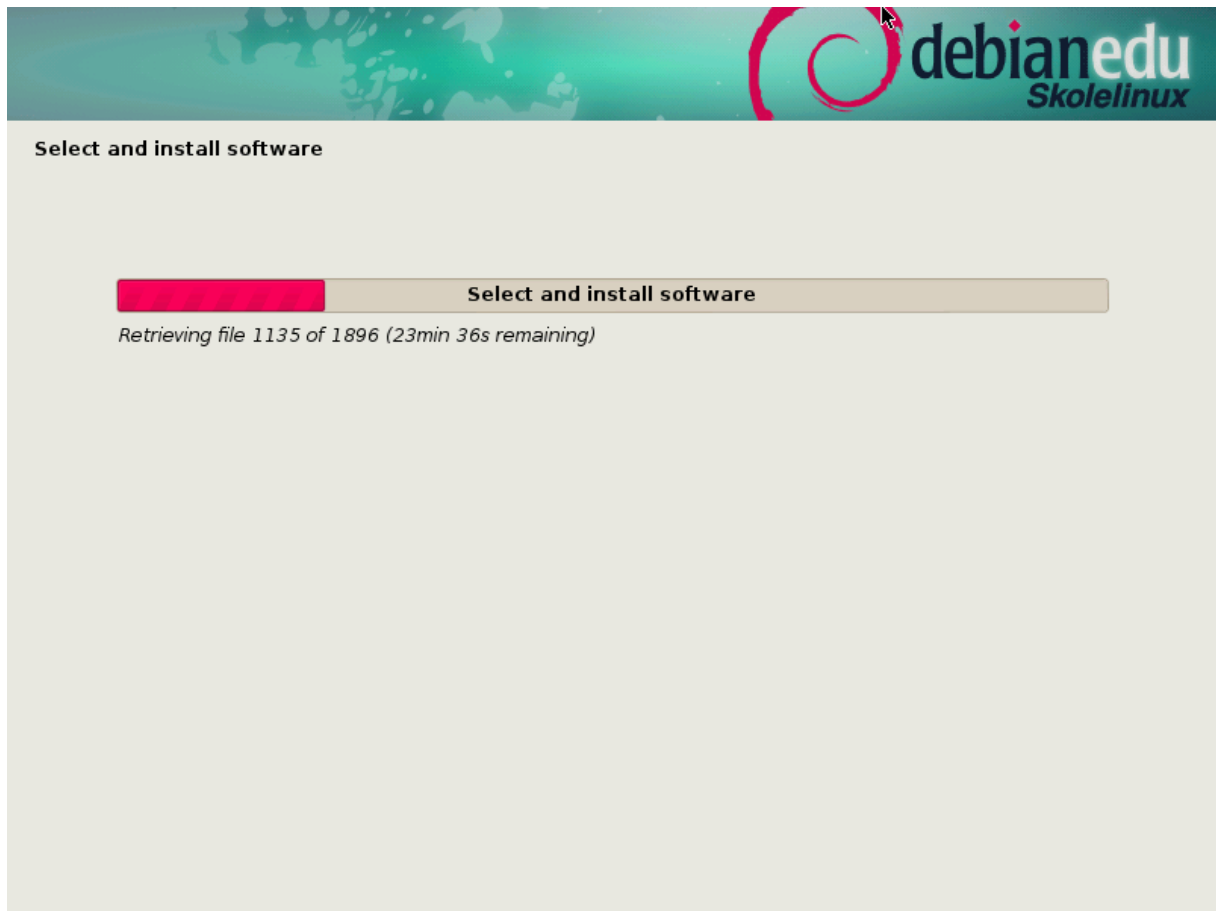 debianedu
Skolelinux
Select and install software
Select and install software
Retrieving file 1135 of 1896 (23min 36s remaining)